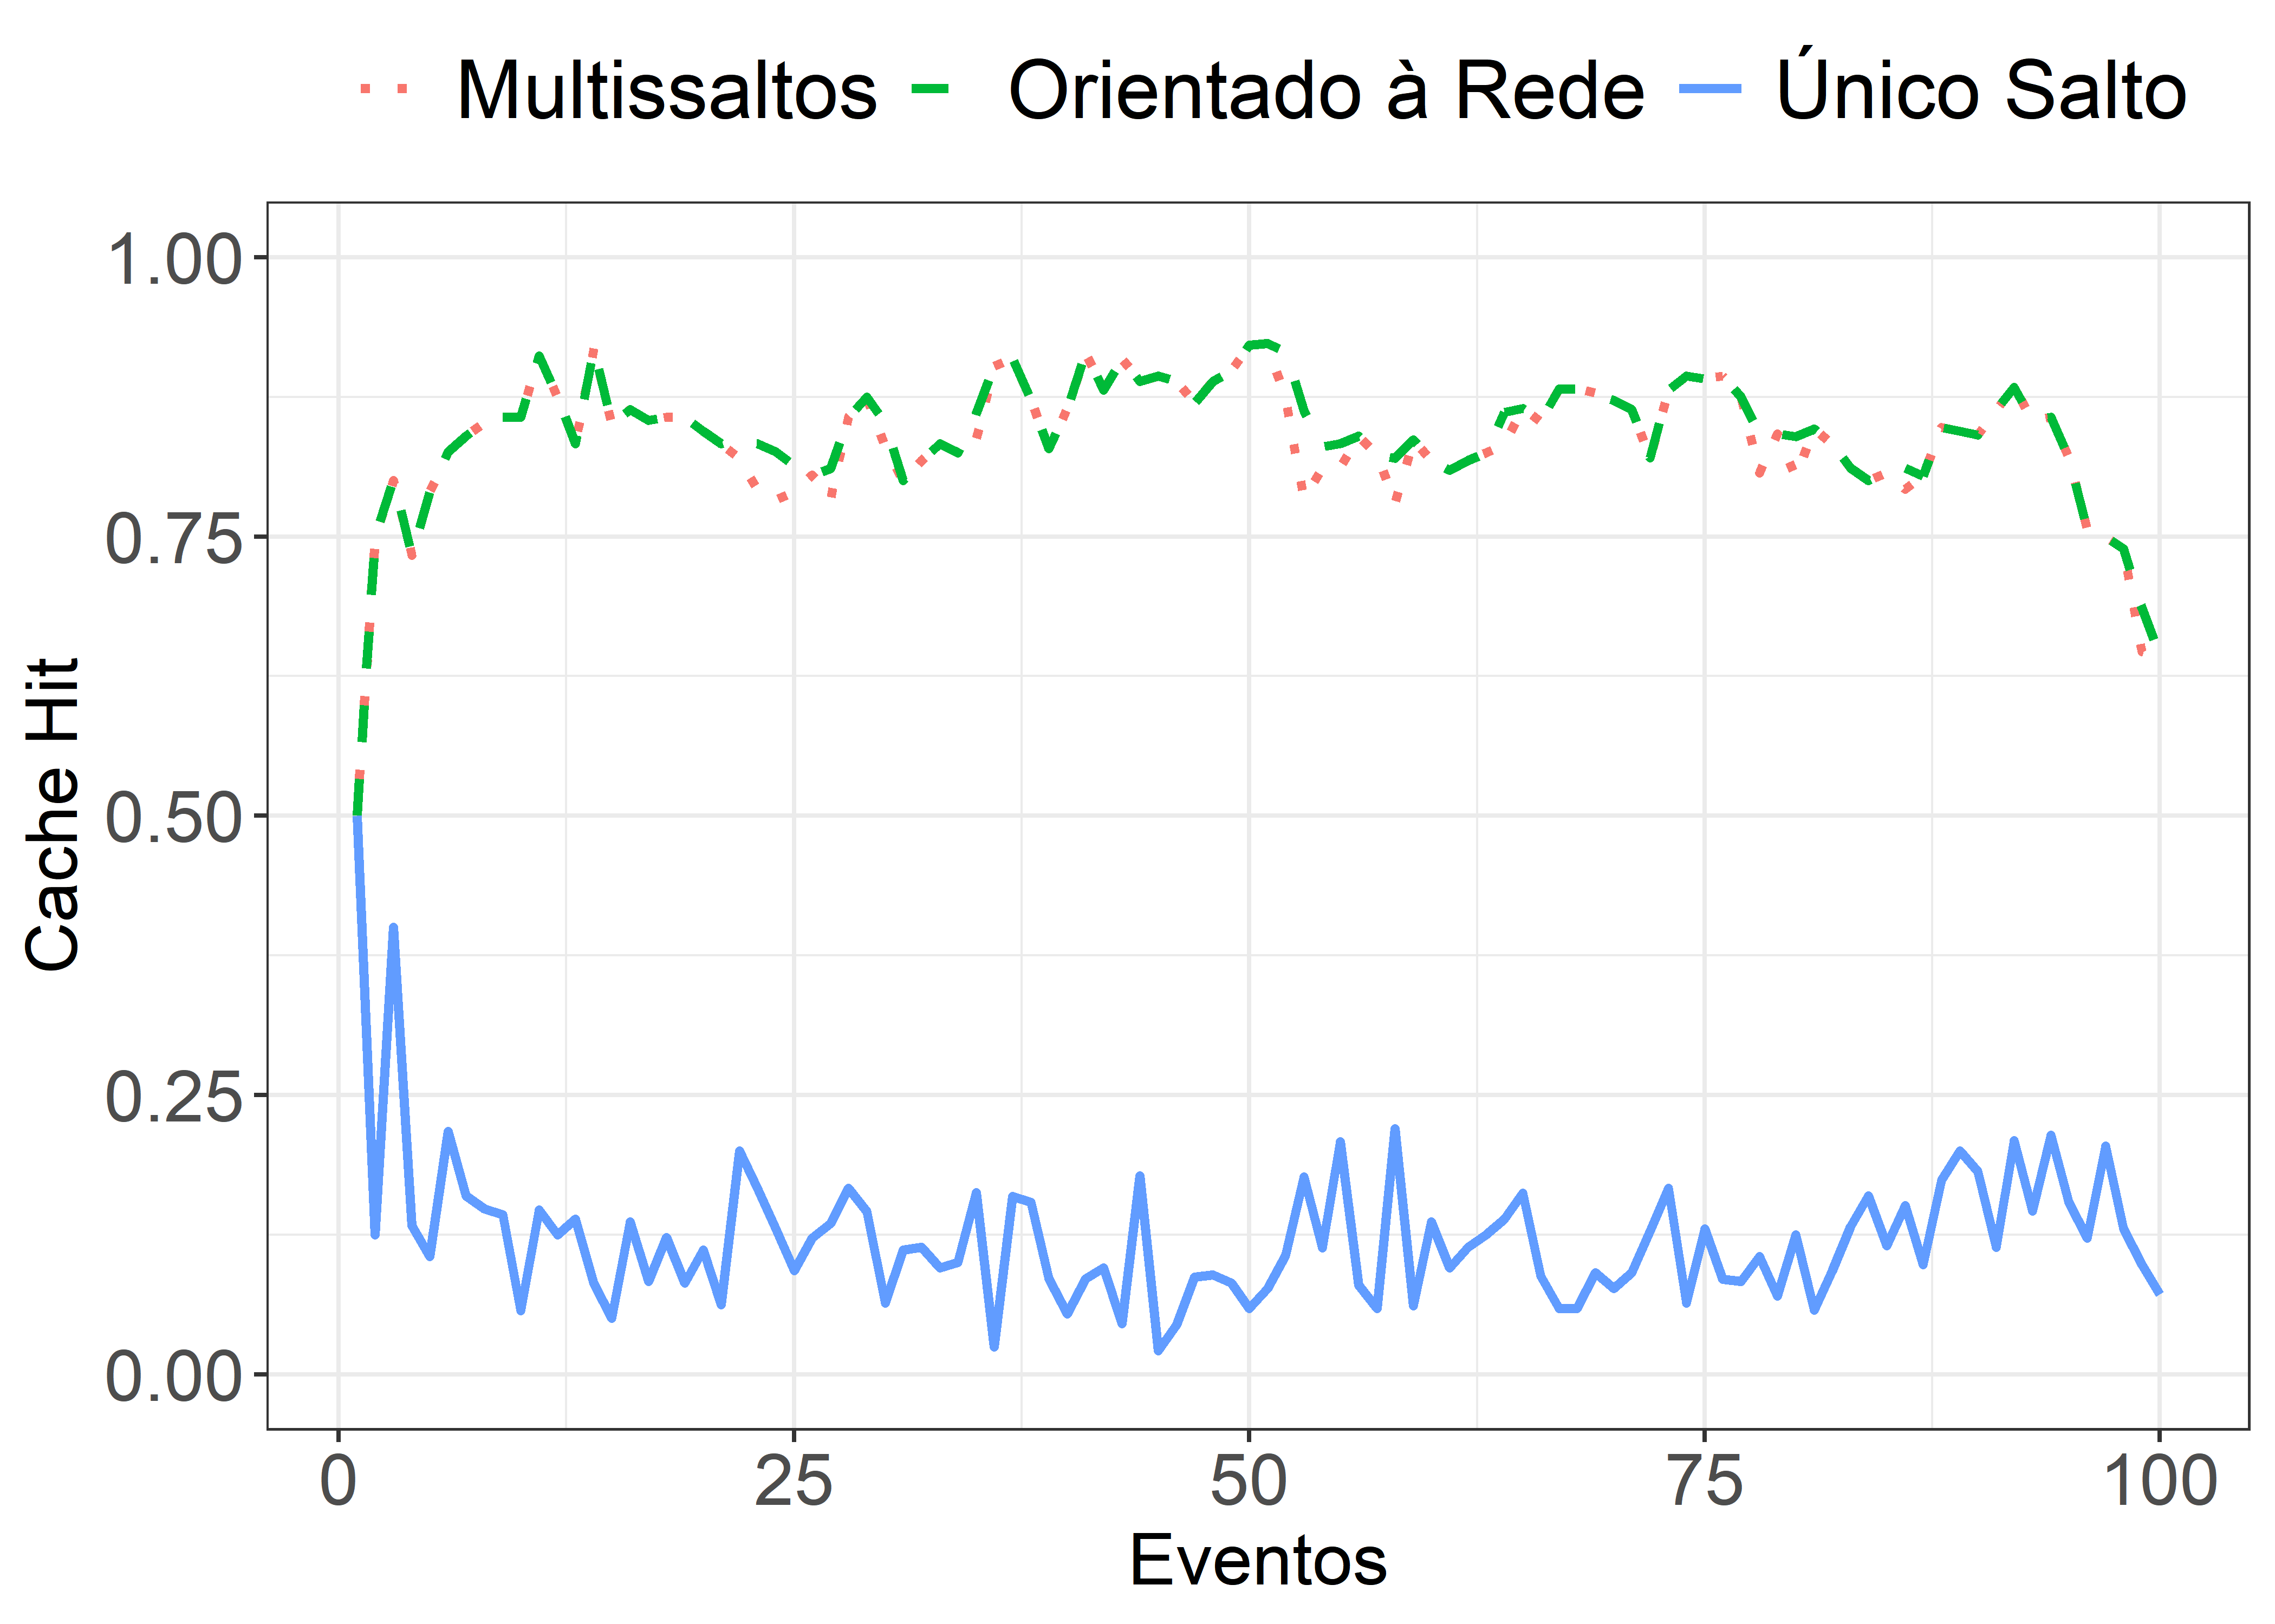 Multissaltos Orientado à Rede Único Salto
1.00
0.75
0.50
0.25
0.00
Cache Hit
0 25 50 75 100
Eventos